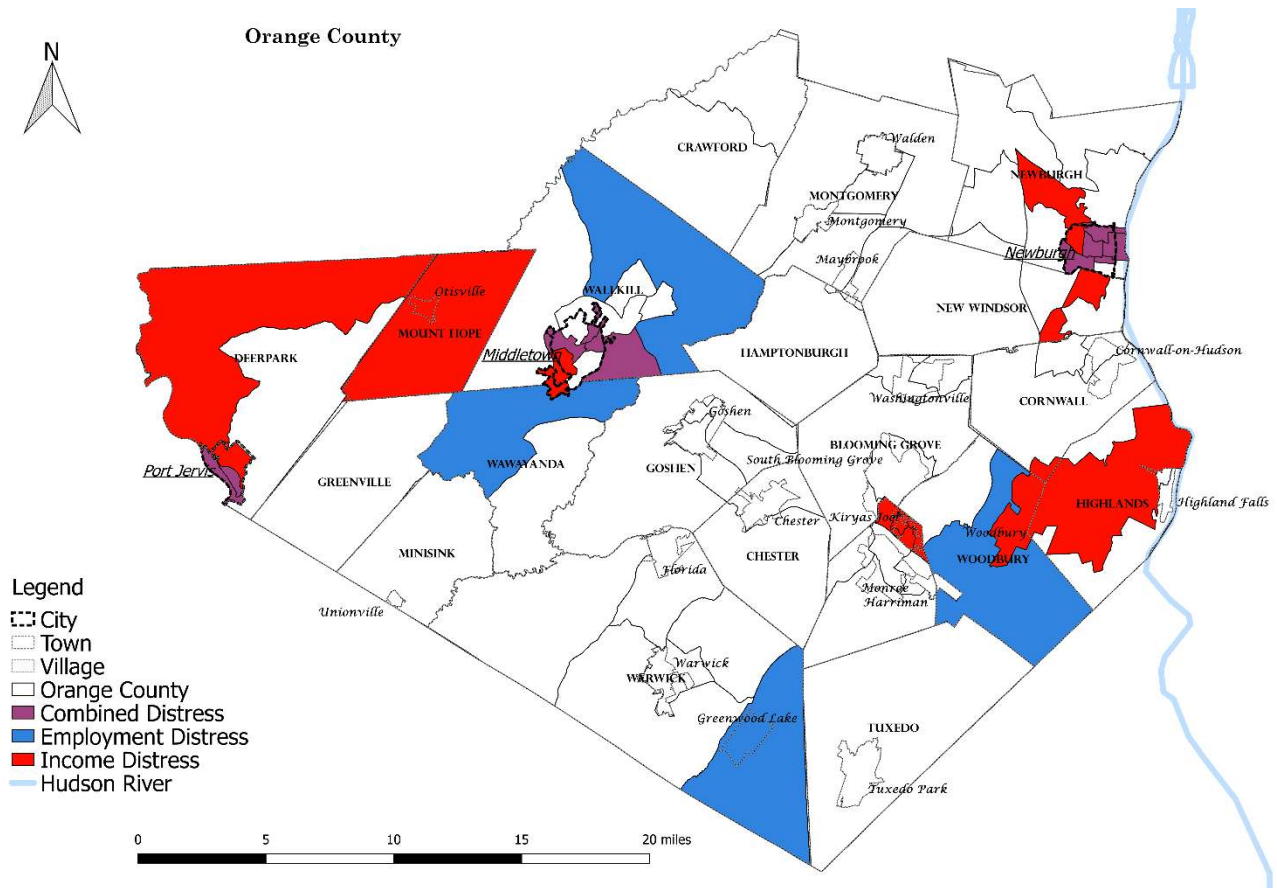 Orange County
N
CRAWFORD
Walden
MONTGOMERY
Montgomery
Maybrook
NEWBURGH
Newburgh
NEW WINDSOR
WALLKILL
Otisville
MOUNT HOPE
DEERPARK
Middletown
HAMPTONBURGH
Cornwall-on-Hudson
Washingtonville
CORNWALL
Goshen
BLOOMING GROVE
South Blooming Grove
GOSHEN
WAWAYANDA
Port Jervis
GREENVILLE
HIGHLANDS
Highland Falls
Kiryas Joel
Chester
Woodbury
WOODBURY
MINISINK
CHESTER
Florida
Monroe
Harriman
Unionville
Warwick
WARWICK
Greenwood Lake
TUXEDO
Tuxedo Park
Legend
City
Town
Village
Orange County
Combined Distress
Employment Distress
Income Distress
Hudson River
0 5 10 15 20 miles